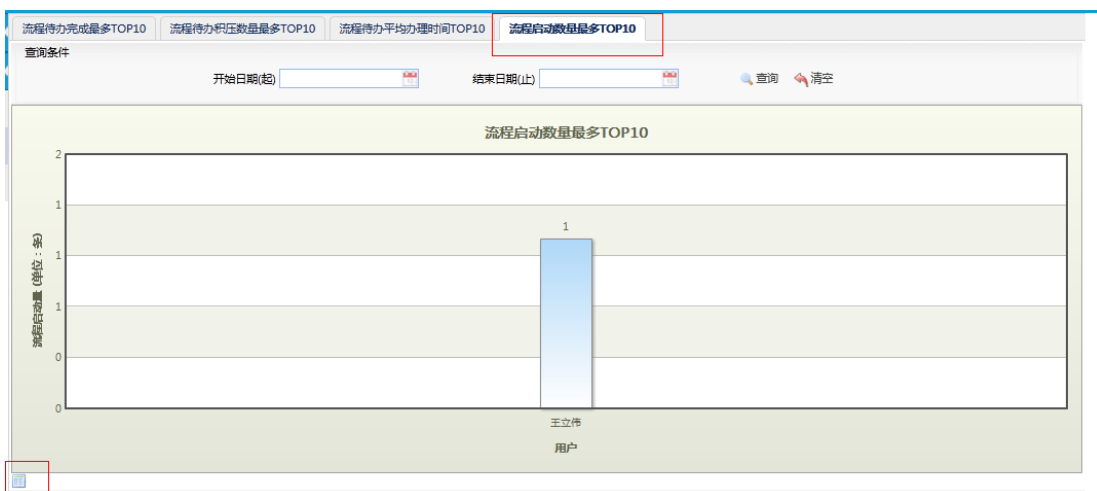 流程待办完成最多TOP10 流程待办积压数量最多TOP10 流程待办平均办理时间TOP10 流程启动数量最多TOP10
查询条件
开始日期(起) 结束日期(止) 查询 清空
流程启动数量最多TOP10
2
1
1
1
0
0
流程启动量(单位：条)
1
王立伟
用户